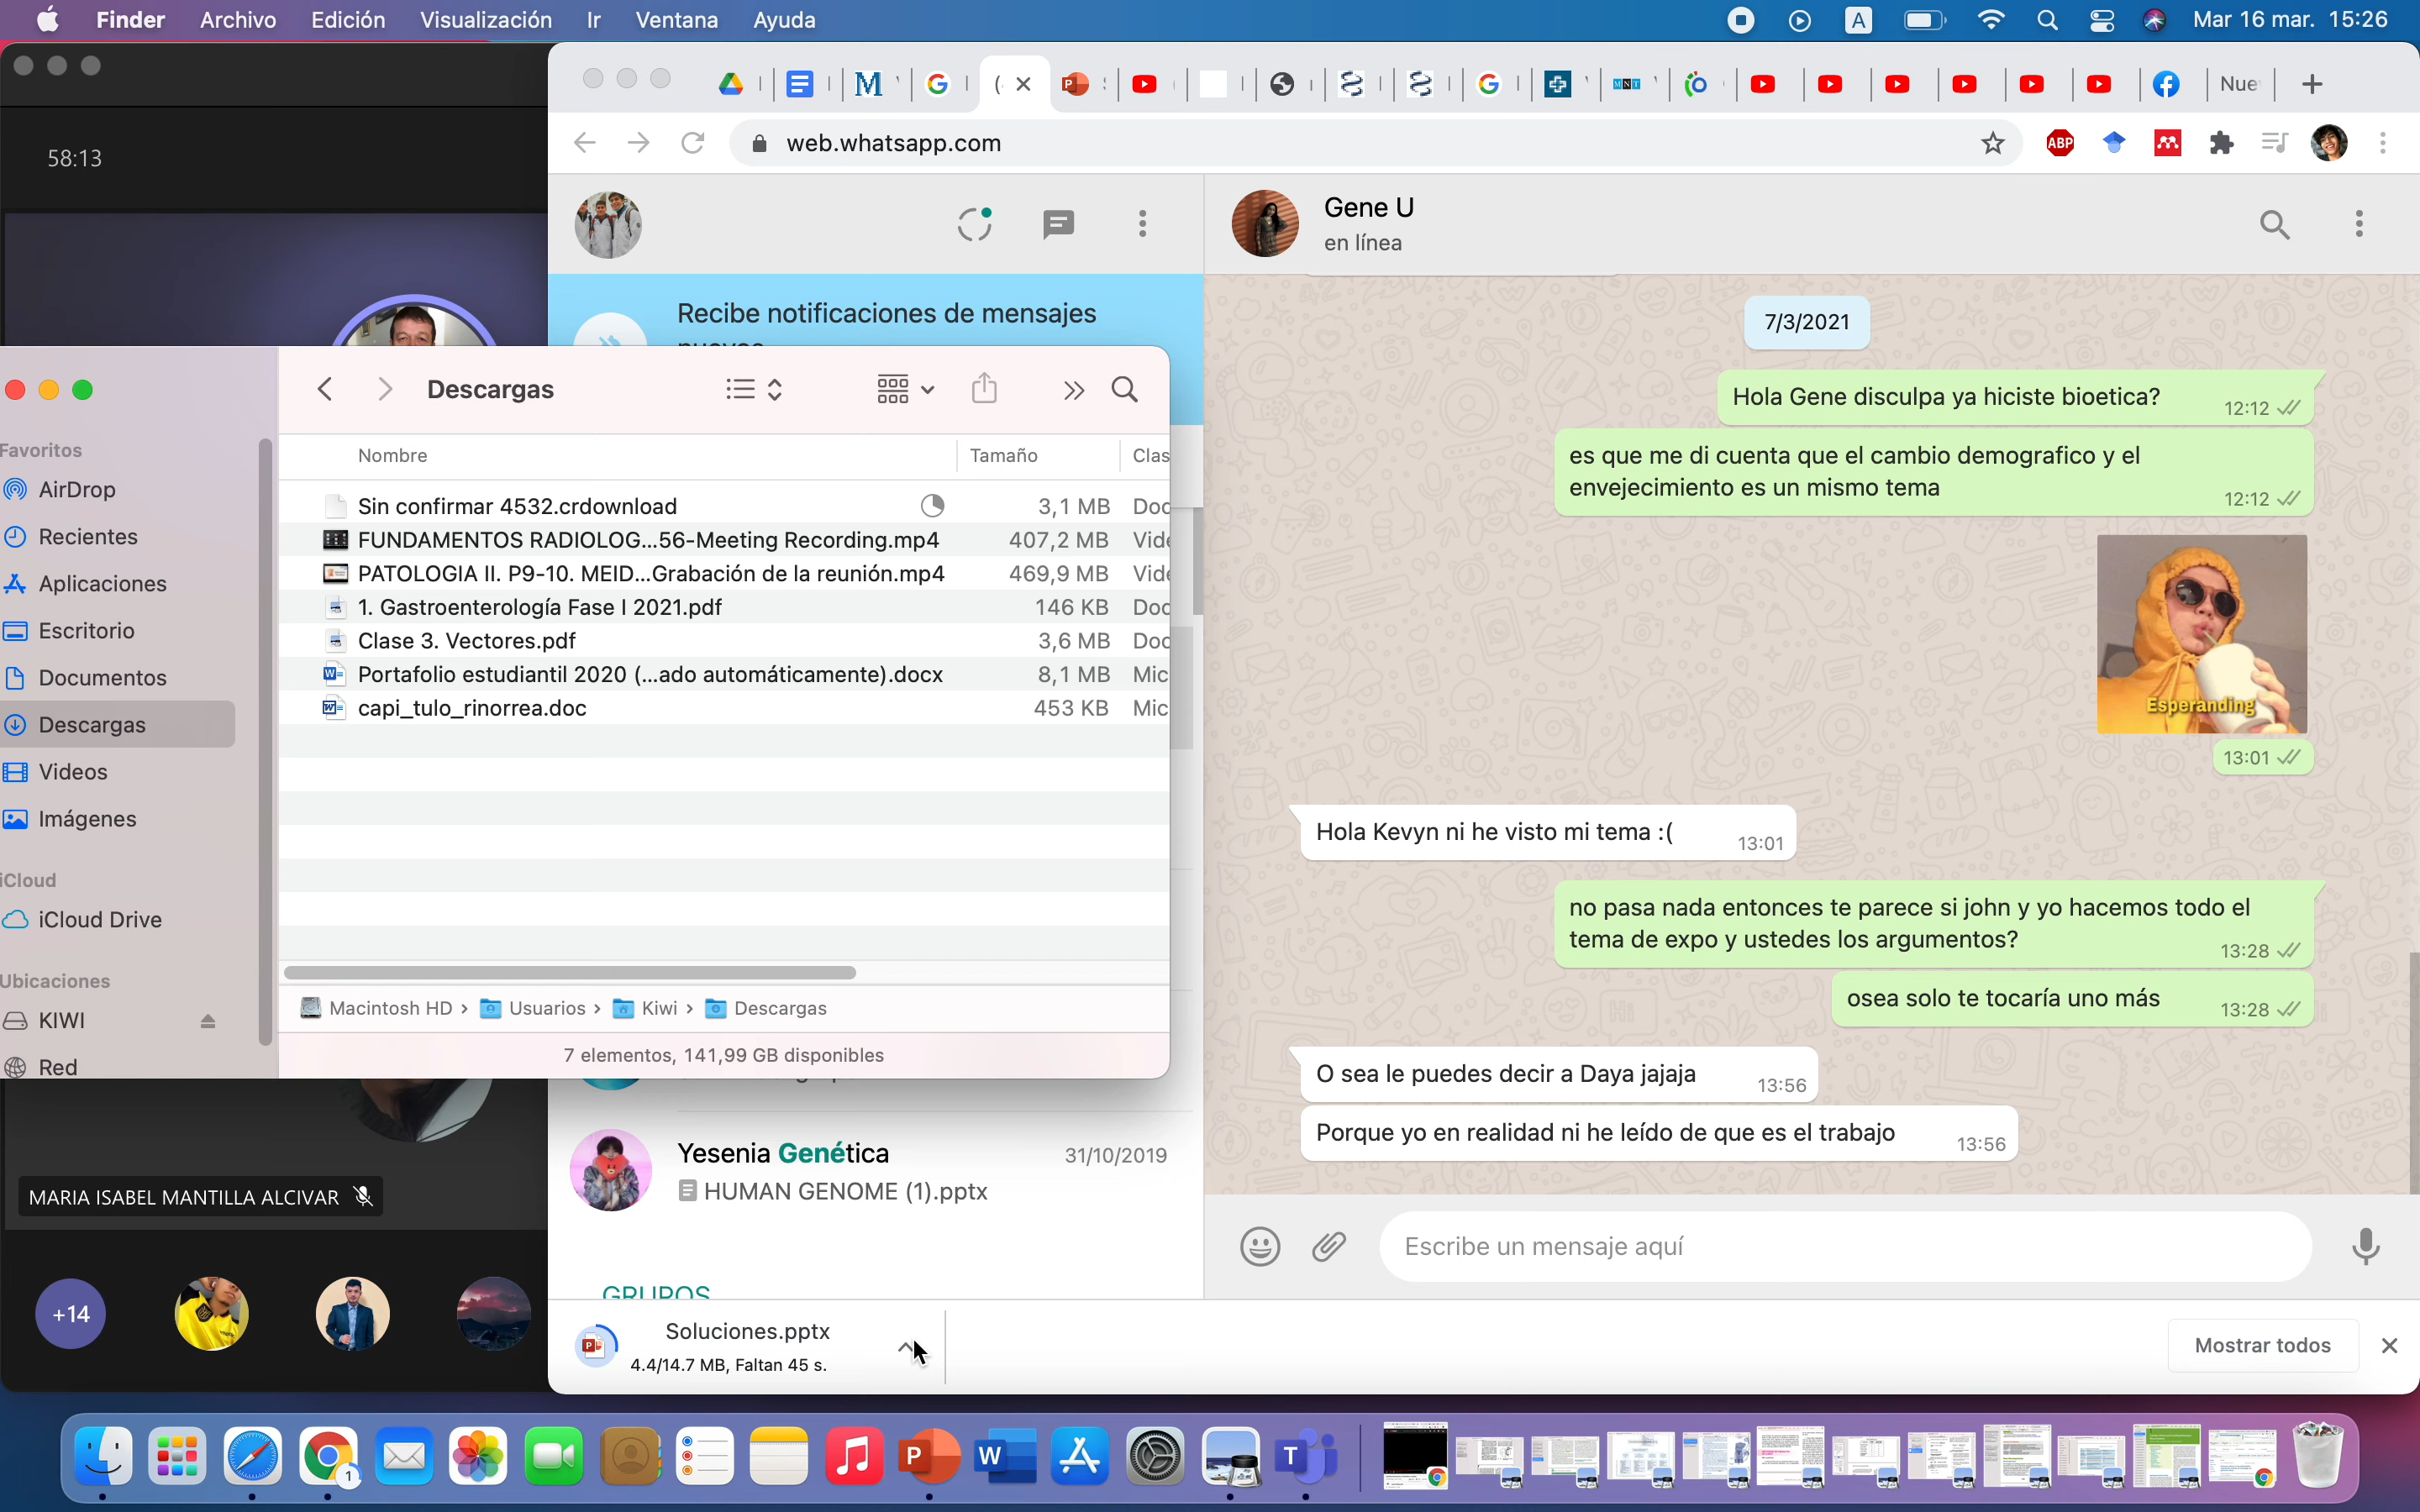 Finder Archivo Edición Visualización Ir Ventana Ayuda
A
Mar 16 mar. 15:26
58:13
Nue
web.whatsapp.com
ABP
Gene U
en línea
Recibe notificaciones de mensajes
7/3/2021
Hola Gene disculpa ya hiciste bioetica?
12:12
es que me di cuenta que el cambio demografico y el
envejecimiento es un mismo tema
12:12
Esperanding
13:01
Hola Kevyn ni he visto mi tema :(
13:01
no pasa nada entonces te parece si john y yo hacemos todo el
tema de expo y ustedes los argumentos?
13:28
osea solo te tocaría uno más
13:28
O sea le puedes decir a Daya jajaja
13:56
Porque yo en realidad ni he leído de que es el trabajo
13:56
Escribe un mensaje aquí
Descargas
Favoritos
AirDrop
Recientes
Aplicaciones
Escritorio
Documentos
Descargas
Videos
Imágenes
iCloud
iCloud Drive
Ubicaciones
KIWI
Red
Nombre Tamaño Clas
Sin confirmar 4532.crdownload 3,1 MB Doc
FUNDAMENTOS RADIOLOG...56-Meeting Recording.mp4 407,2 MB Vide
PATOLOGIA II. P9-10. MEID...Grabación de la reunión.mp4 469,9 MB Vide
1. Gastroenterología Fase I 2021.pdf 146 KB Doc
Clase 3. Vectores.pdf 3,6 MB Doc
Portafolio estudiantil 2020 (...ado automáticamente).docx 8,1 MB Mic
capi_tulo_rinorrea.doc 453 KB Mic
Macintosh HD › Usuarios › Kiwi › Descargas
7 elementos, 141,99 GB disponibles
Yesenia Genética 31/10/2019
HUMAN GENOME (1).pptx
GRUPOS
MARIA ISABEL MANTILLA ALCIVAR
+14
Soluciones.pptx
4.4/14.7 MB, Faltan 45 s.
Mostrar todos